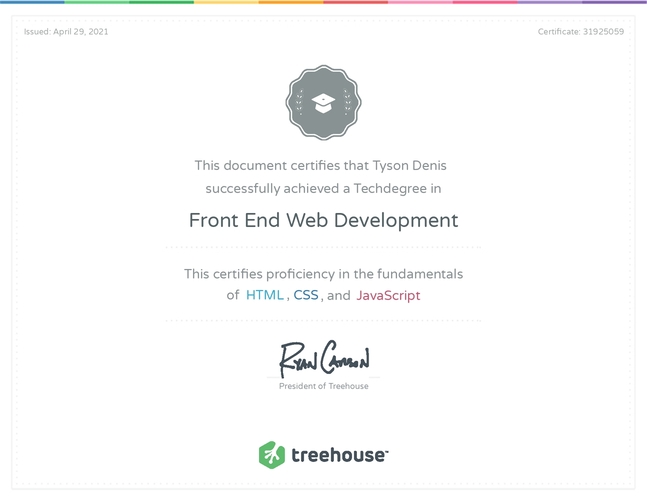 Issued: April 29, 2021
Certificate: 31925059
This document certifies that Tyson Denis
successfully achieved a Techdegree in
Front End Web Development
This certifies proficiency in the fundamentals
of HTML, CSS, and JavaScript
Ryan Carson
President of Treehouse
treehouse™